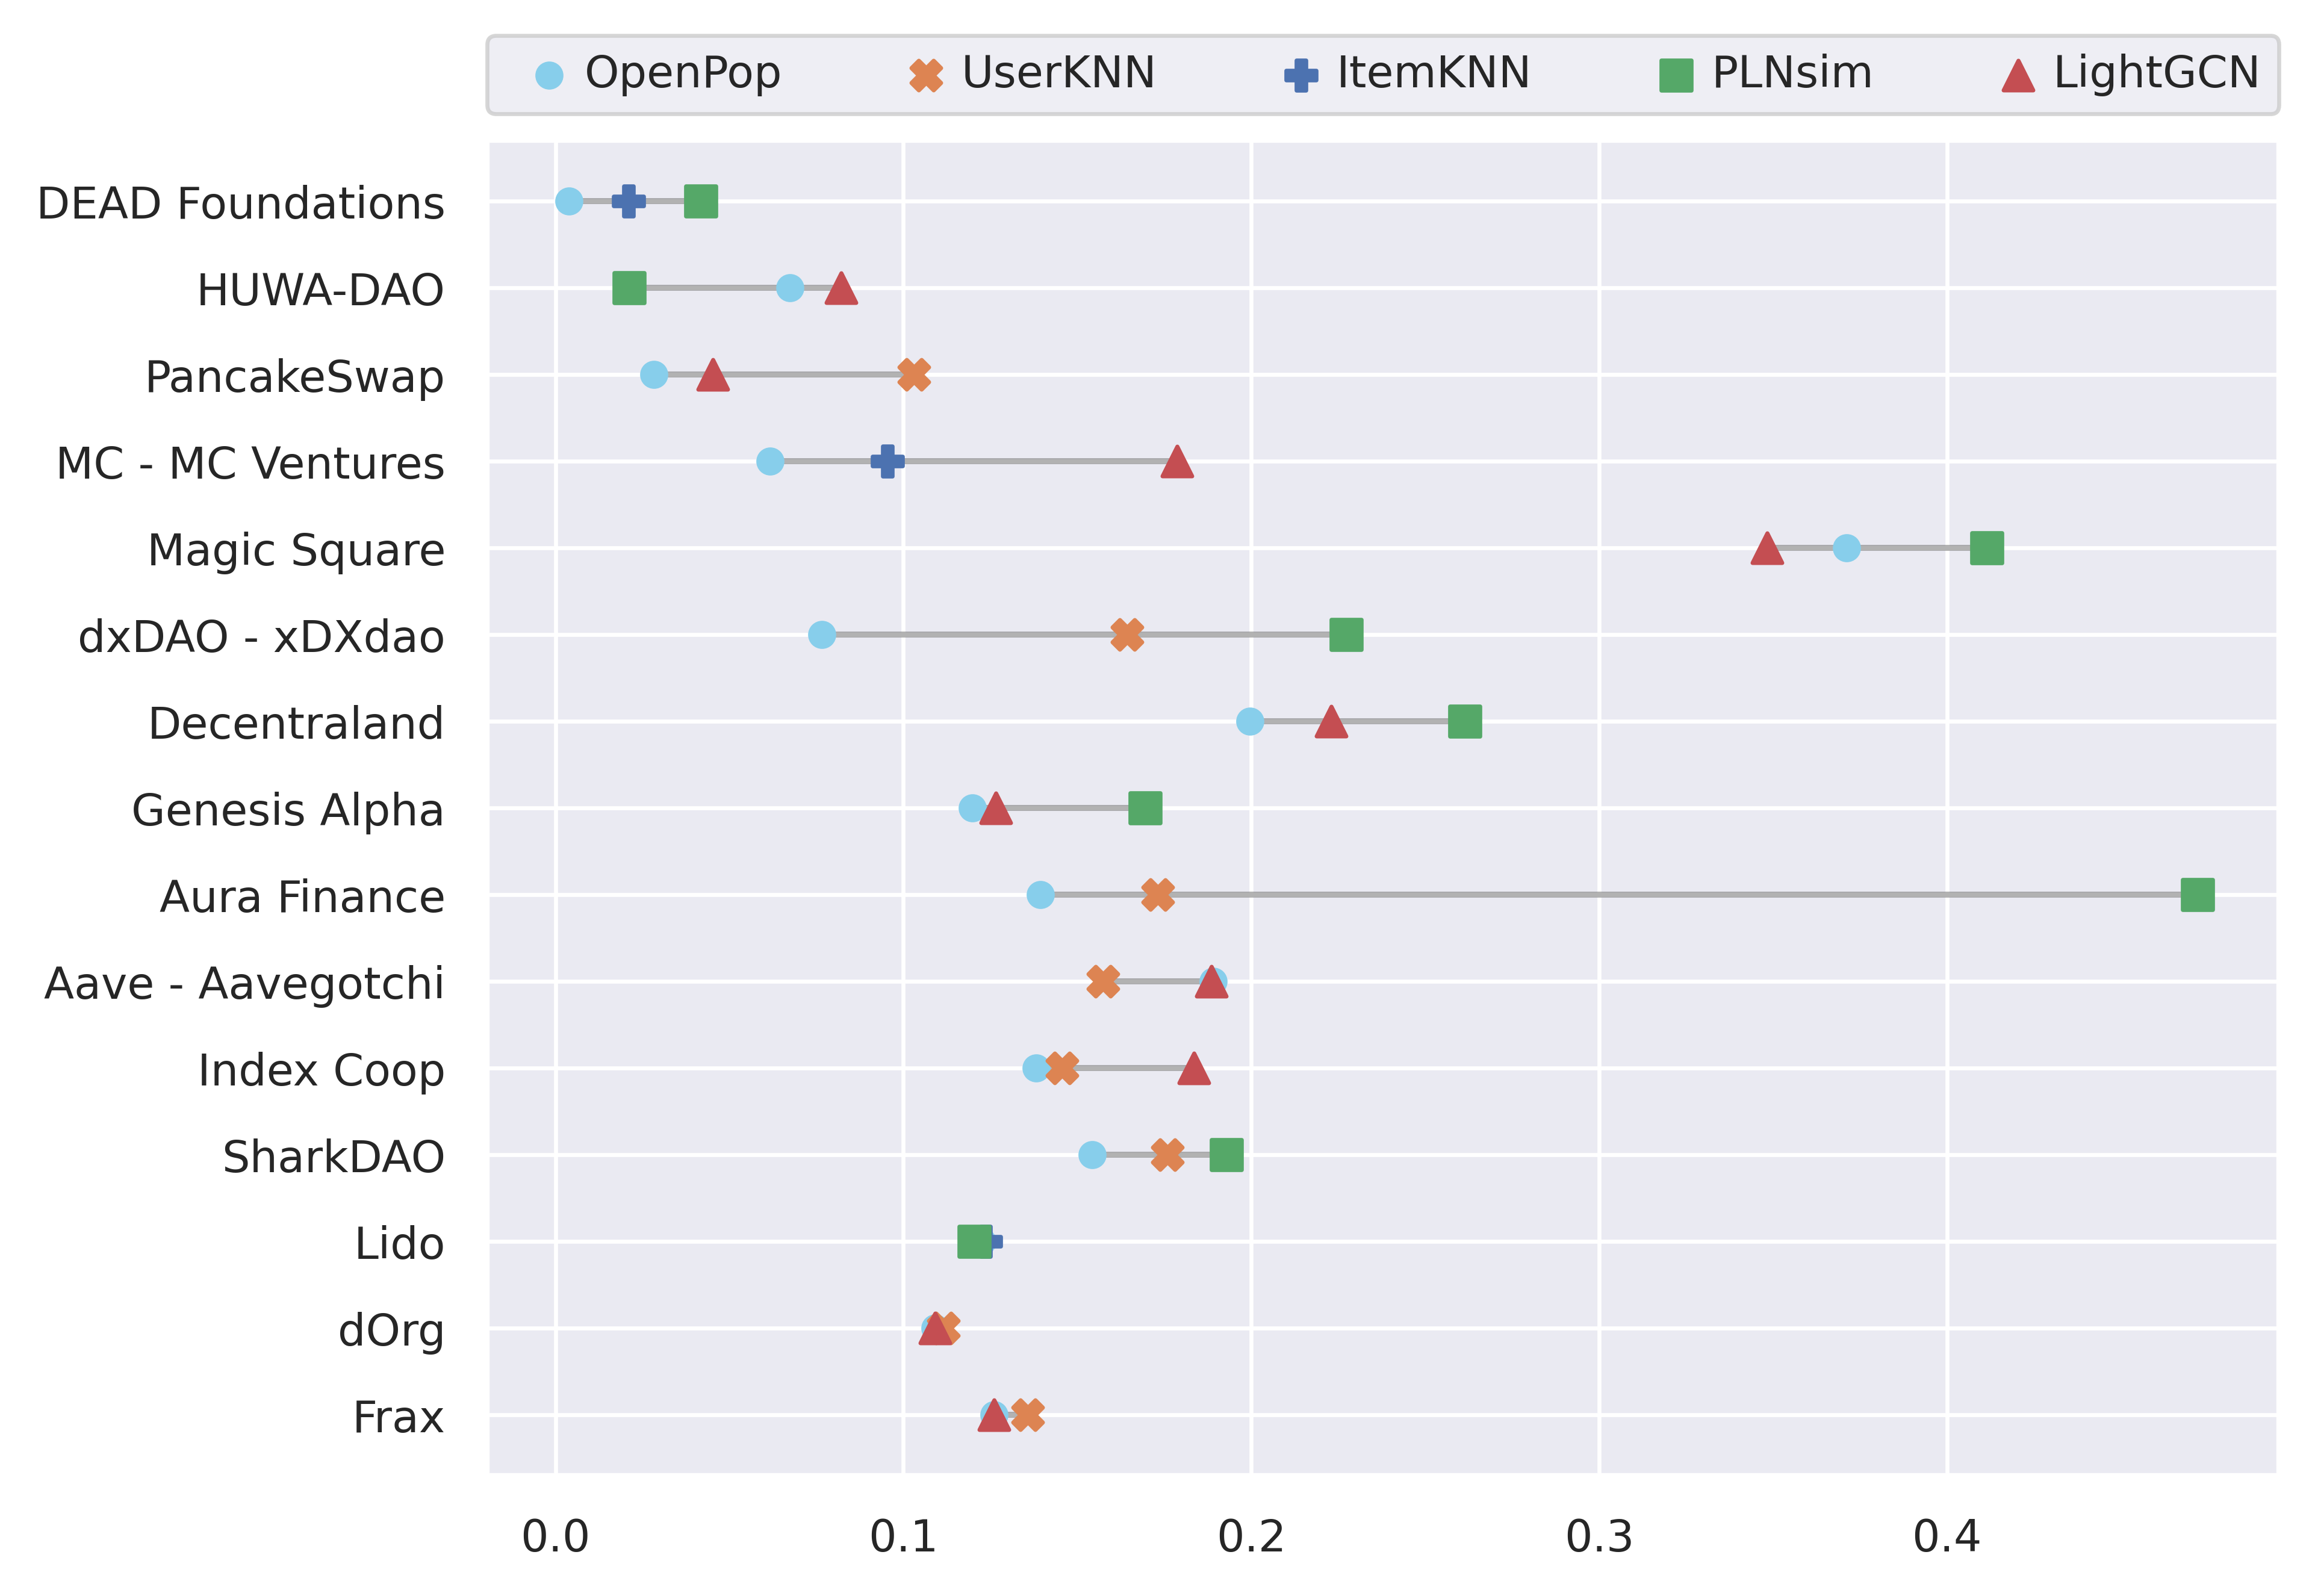 OpenPop UserKNN ItemKNN PLNsim LightGCN
DEAD Foundations
HUWA-DAO
PancakeSwap
MC - MC Ventures
Magic Square
dxDAO - xDXdao
Decentraland
Genesis Alpha
Aura Finance
Aave - Aavegotchi
Index Coop
SharkDAO
Lido
dOrg
Frax
0.0 0.1 0.2 0.3 0.4